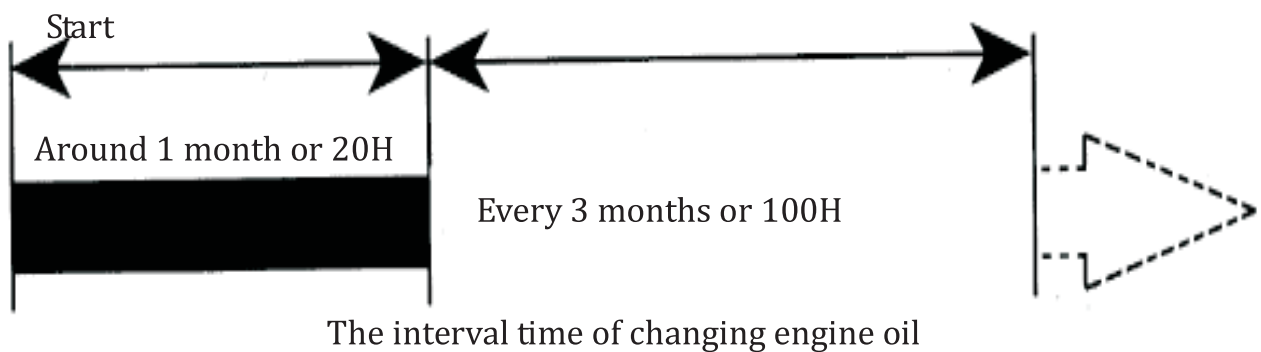 Start
Around 1 month or 20H
Every 3 months or 100H
The interval time of changing engine oil